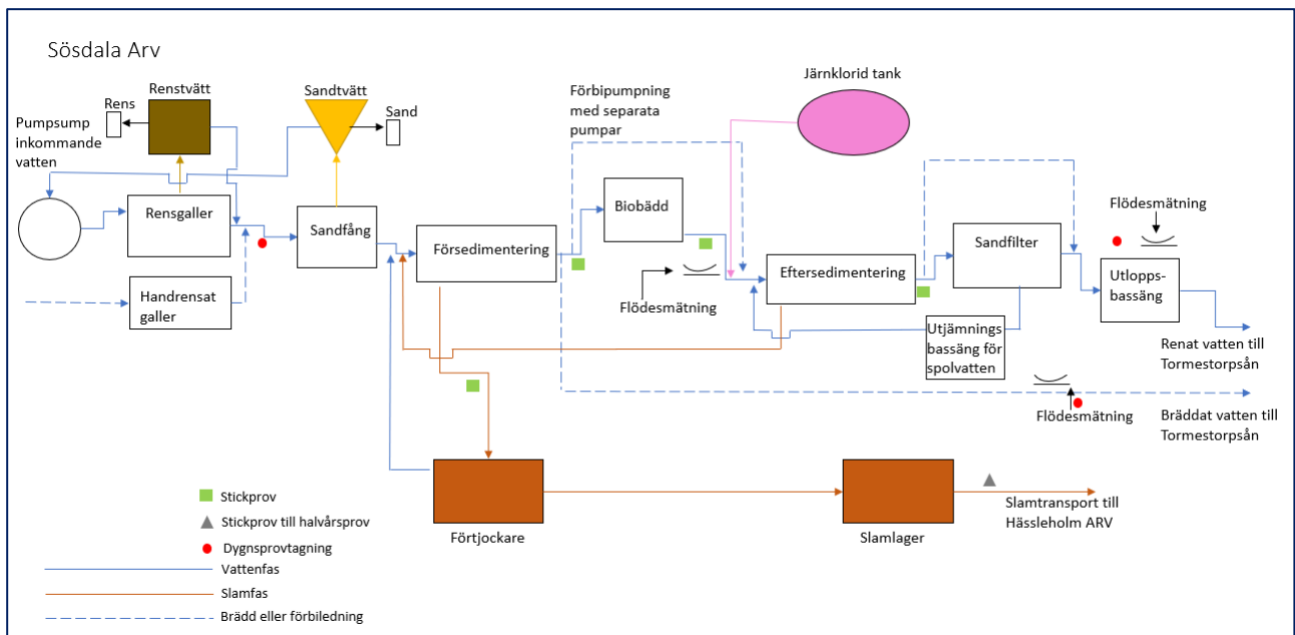 Sösdala Arv
Renstvätt
Rens
Sandtvätt
Sand
Pumpsump
inkommande
vatten
Rensgaller
Handrensat
galler
Sandfång
Försedimentering
Förbipumpning
med separata
pumpar
Biobädd
Järnklorid tank
Flödesmätning
Eftersedimentering
Sandfilter
Utjämnings
bassäng för
spolvatten
Flödesmätning
Utlopps-
bassäng
Renat vatten till
Tormestorpsån
Flödesmätning
Bräddat vatten till
Tormestorpsån
Förtjockare
Slamlager
Slamtransport till
Hässleholm ARV
Stickprov
Stickprov till halvårsprov
Dygnsprovtagning
Vattenfas
Slamfas
Brädd eller förbiledning